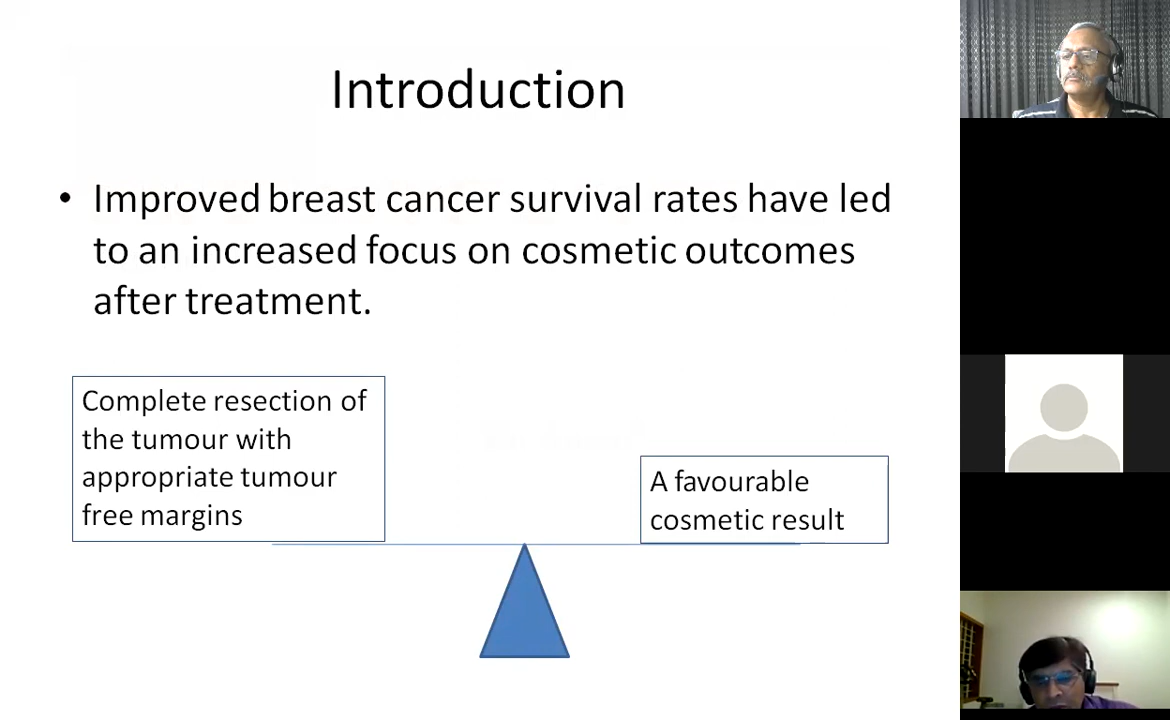 Introduction
• Improved breast cancer survival rates have led
to an increased focus on cosmetic outcomes
after treatment.
Complete resection of
the tumour with
appropriate tumour
free margins
A favourable
cosmetic result